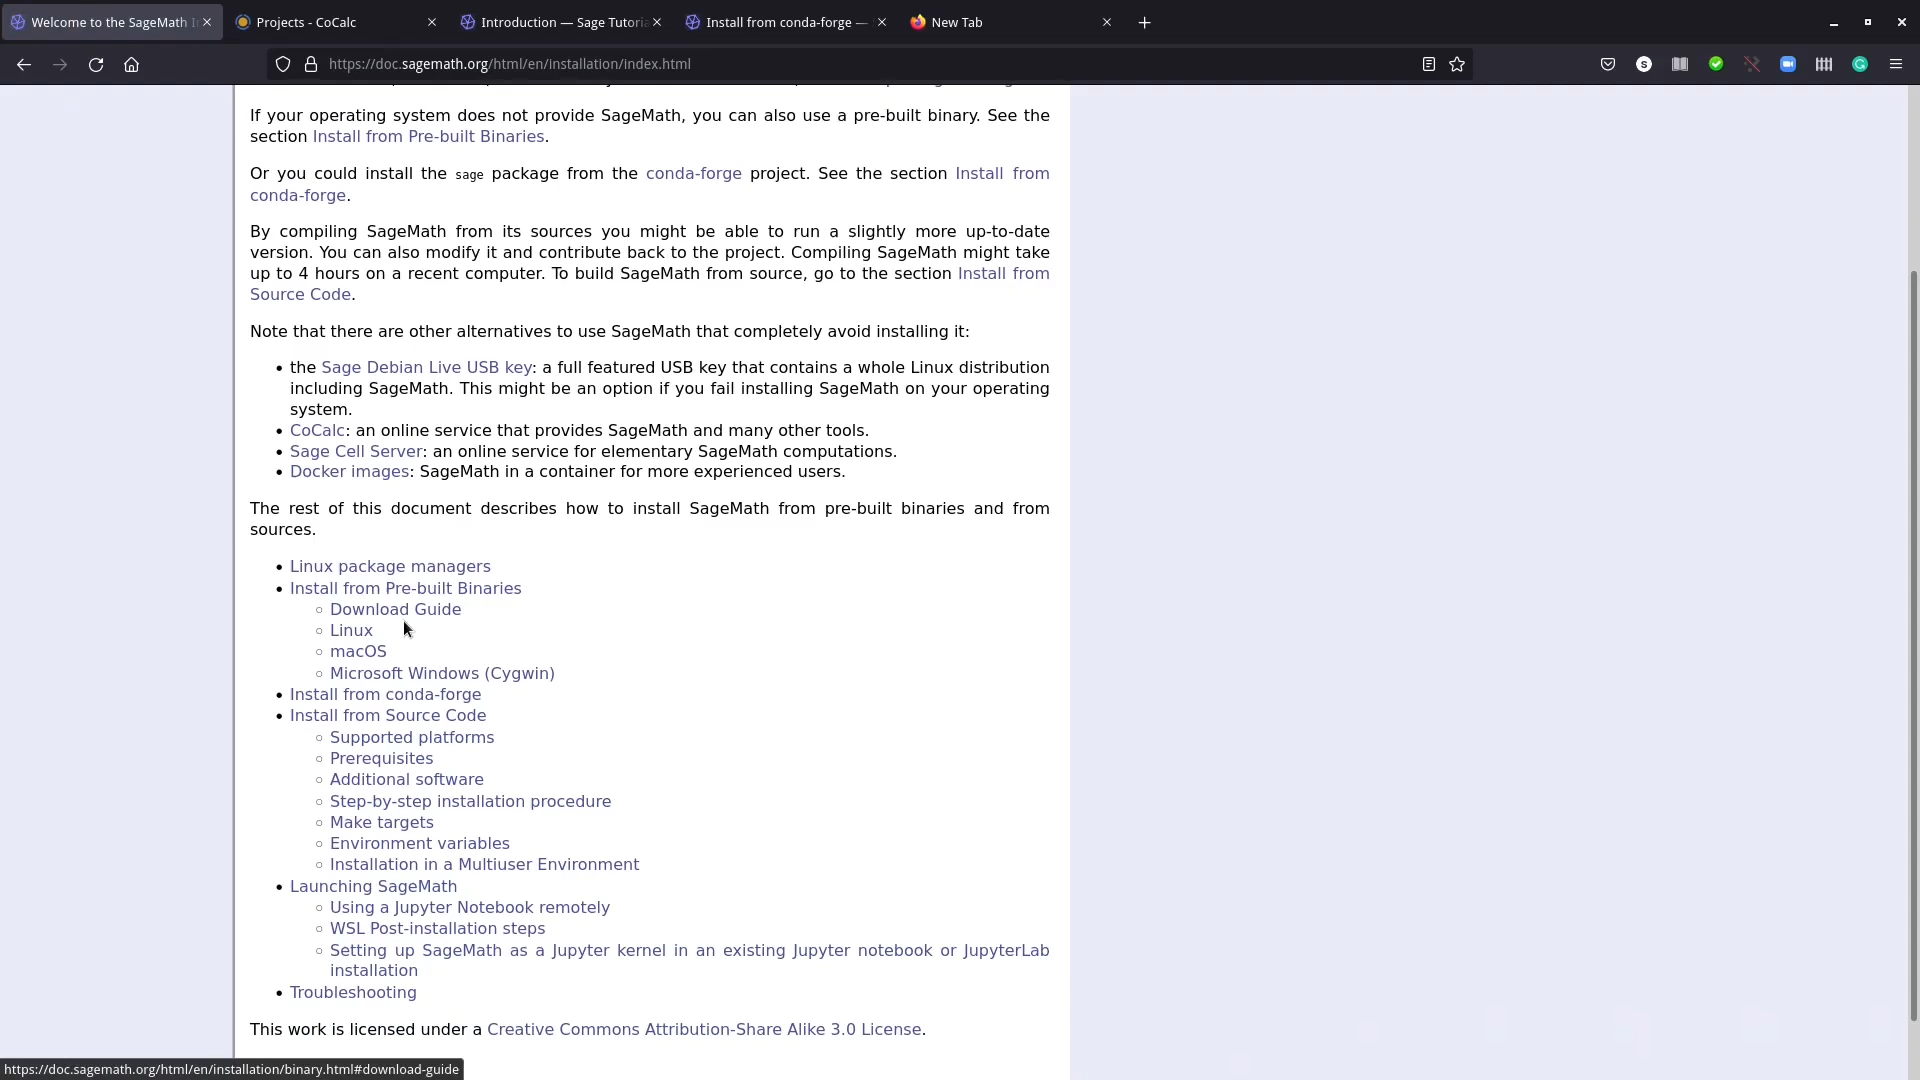 Welcome to the SageMath I
Projects - CoCalc
Introduction — Sage Tutoria
Install from conda-forge —
New Tab
https://doc.sagemath.org/html/en/installation/index.html
If your operating system does not provide SageMath, you can also use a pre-built binary. See the
section Install from Pre-built Binaries.
Or you could install the sage package from the conda-forge project. See the section Install from
conda-forge.
By compiling SageMath from its sources you might be able to run a slightly more up-to-date
version. You can also modify it and contribute back to the project. Compiling SageMath might take
up to 4 hours on a recent computer. To build SageMath from source, go to the section Install from
Source Code.
Note that there are other alternatives to use SageMath that completely avoid installing it:
• the Sage Debian Live USB key: a full featured USB key that contains a whole Linux distribution
including SageMath. This might be an option if you fail installing SageMath on your operating
system.
• CoCalc: an online service that provides SageMath and many other tools.
• Sage Cell Server: an online service for elementary SageMath computations.
• Docker images: SageMath in a container for more experienced users.
The rest of this document describes how to install SageMath from pre-built binaries and from
sources.
• Linux package managers
• Install from Pre-built Binaries
◦ Download Guide
◦ Linux
◦ macOS
◦ Microsoft Windows (Cygwin)
• Install from conda-forge
• Install from Source Code
◦ Supported platforms
◦ Prerequisites
◦ Additional software
◦ Step-by-step installation procedure
◦ Make targets
◦ Environment variables
◦ Installation in a Multiuser Environment
• Launching SageMath
◦ Using a Jupyter Notebook remotely
◦ WSL Post-installation steps
◦ Setting up SageMath as a Jupyter kernel in an existing Jupyter notebook or JupyterLab
installation
• Troubleshooting
This work is licensed under a Creative Commons Attribution-Share Alike 3.0 License.
https://doc.sagemath.org/html/en/installation/binary.html#download-guide